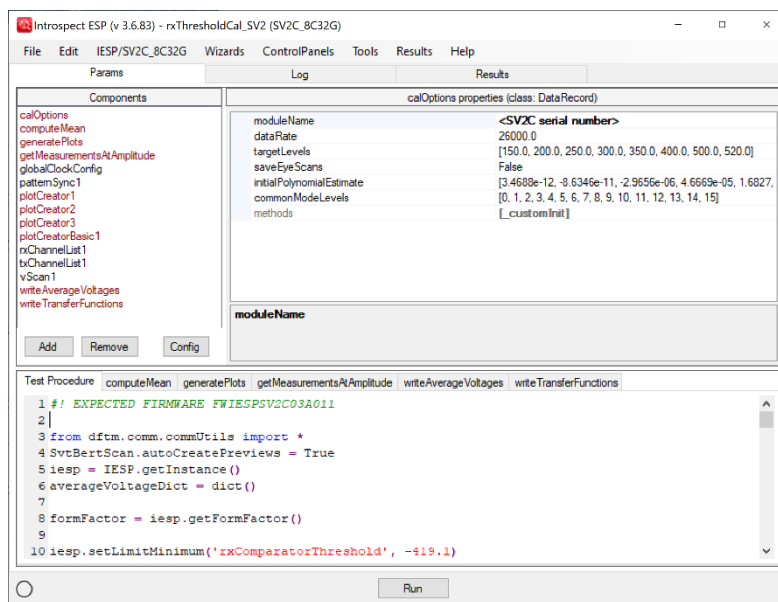 Introspect ESP (v 3.6.83) - rxThresholdCal_SV2 (SV2C_8C32G)
File Edit IESP/SV2C_8C32G Wizards ControlPanels Tools Results Help
Params Log Results
Components
calOptions
computeMean
generatePlots
getMeasurementsAtAmplitude
globalClockConfig
patternSync1
plotCreator1
plotCreator2
plotCreator3
plotCreatorBasic1
rxChannelList1
txChannelList1
vScan1
writeAverageVoltages
writeTransferFunctions
Add Remove Config
calOptions properties (class: DataRecord)
moduleName <SV2C serial number>
dataRate 26000.0
targetLevels [150.0, 200.0, 250.0, 300.0, 350.0, 400.0, 500.0, 520.0]
saveEyeScans False
initialPolynomialEstimate [3.4688e-12, -8.6346e-11, -2.9656e-06, 4.6669e-05, 1.6827,
commonModeLevels [0, 1, 2, 3, 4, 5, 6, 7, 8, 9, 10, 11, 12, 13, 14, 15]
methods [_customInit]
moduleName
Test Procedure computeMean generatePlots getMeasurementsAtAmplitude writeAverageVoltages writeTransferFunctions
1 #! EXPECTED FIRMWARE FWIESPSV2C03A011
2
3 from dftm.comm.commUtils import *
4 SvtBertScan.autoCreatePreviews = True
5 iesp = IESP.getInstance()
6 averageVoltageDict = dict()
7
8 formFactor = iesp.getFormFactor()
9
10 iesp.setLimitMinimum('rxComparatorThreshold', -419.1)
Run